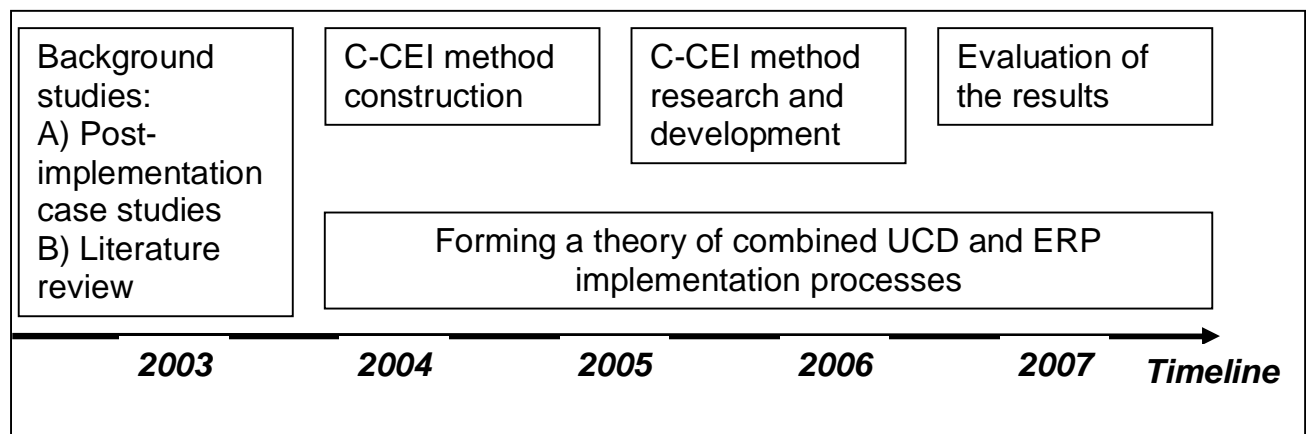 Background
studies:
A) Post-
implementation
case studies
B) Literature
review
C-CEI method
construction
C-CEI method
research and
development
Evaluation of
the results
Forming a theory of combined UCD and ERP
implementation processes
2003 2004 2005 2006 2007 Timeline